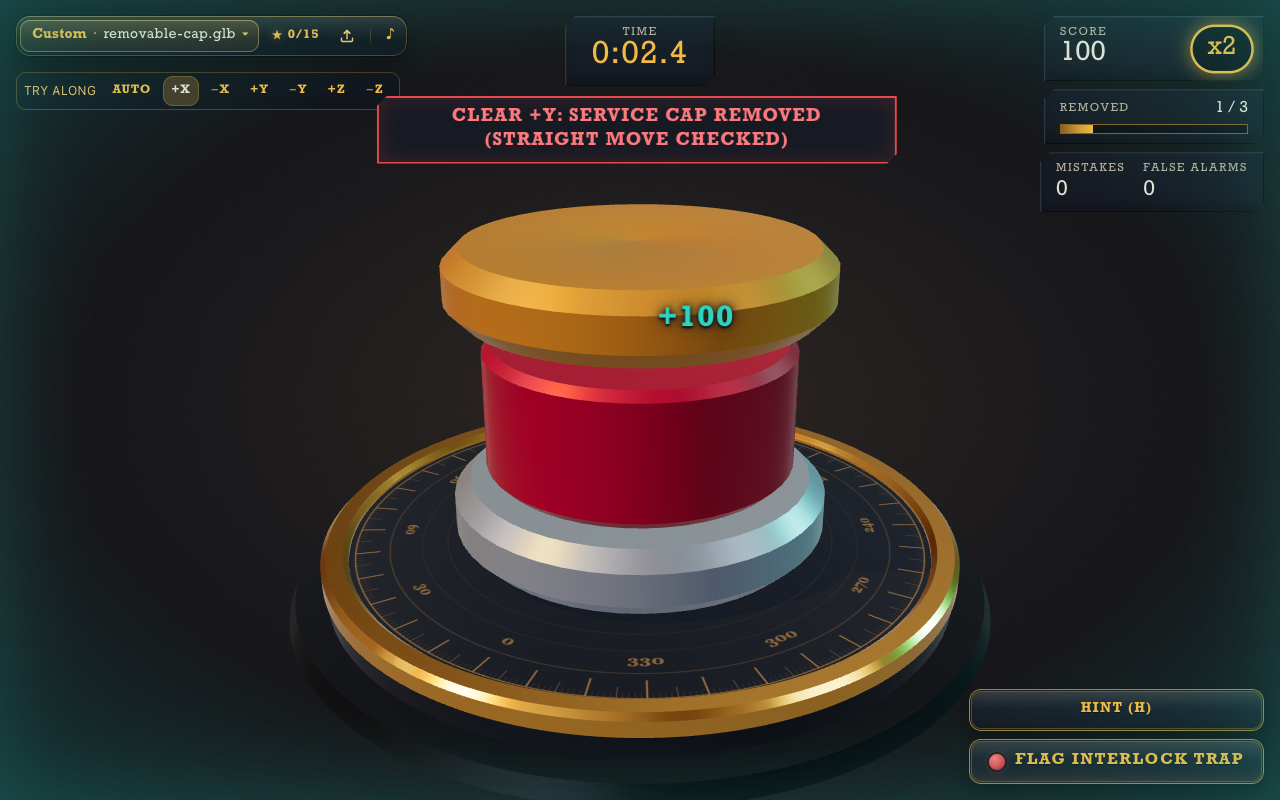 Custom · removable-cap.glb
★ 0/15
TRY ALONG AUTO +X −X +Y −Y +Z −Z
TIME
0:02.4
CLEAR +Y: SERVICE CAP REMOVED
(STRAIGHT MOVE CHECKED)
SCORE
100
x2
REMOVED 1 / 3
MISTAKES FALSE ALARMS
0 0
+100
60
30
0
330
300
270
240
HINT (H)
FLAG INTERLOCK TRAP